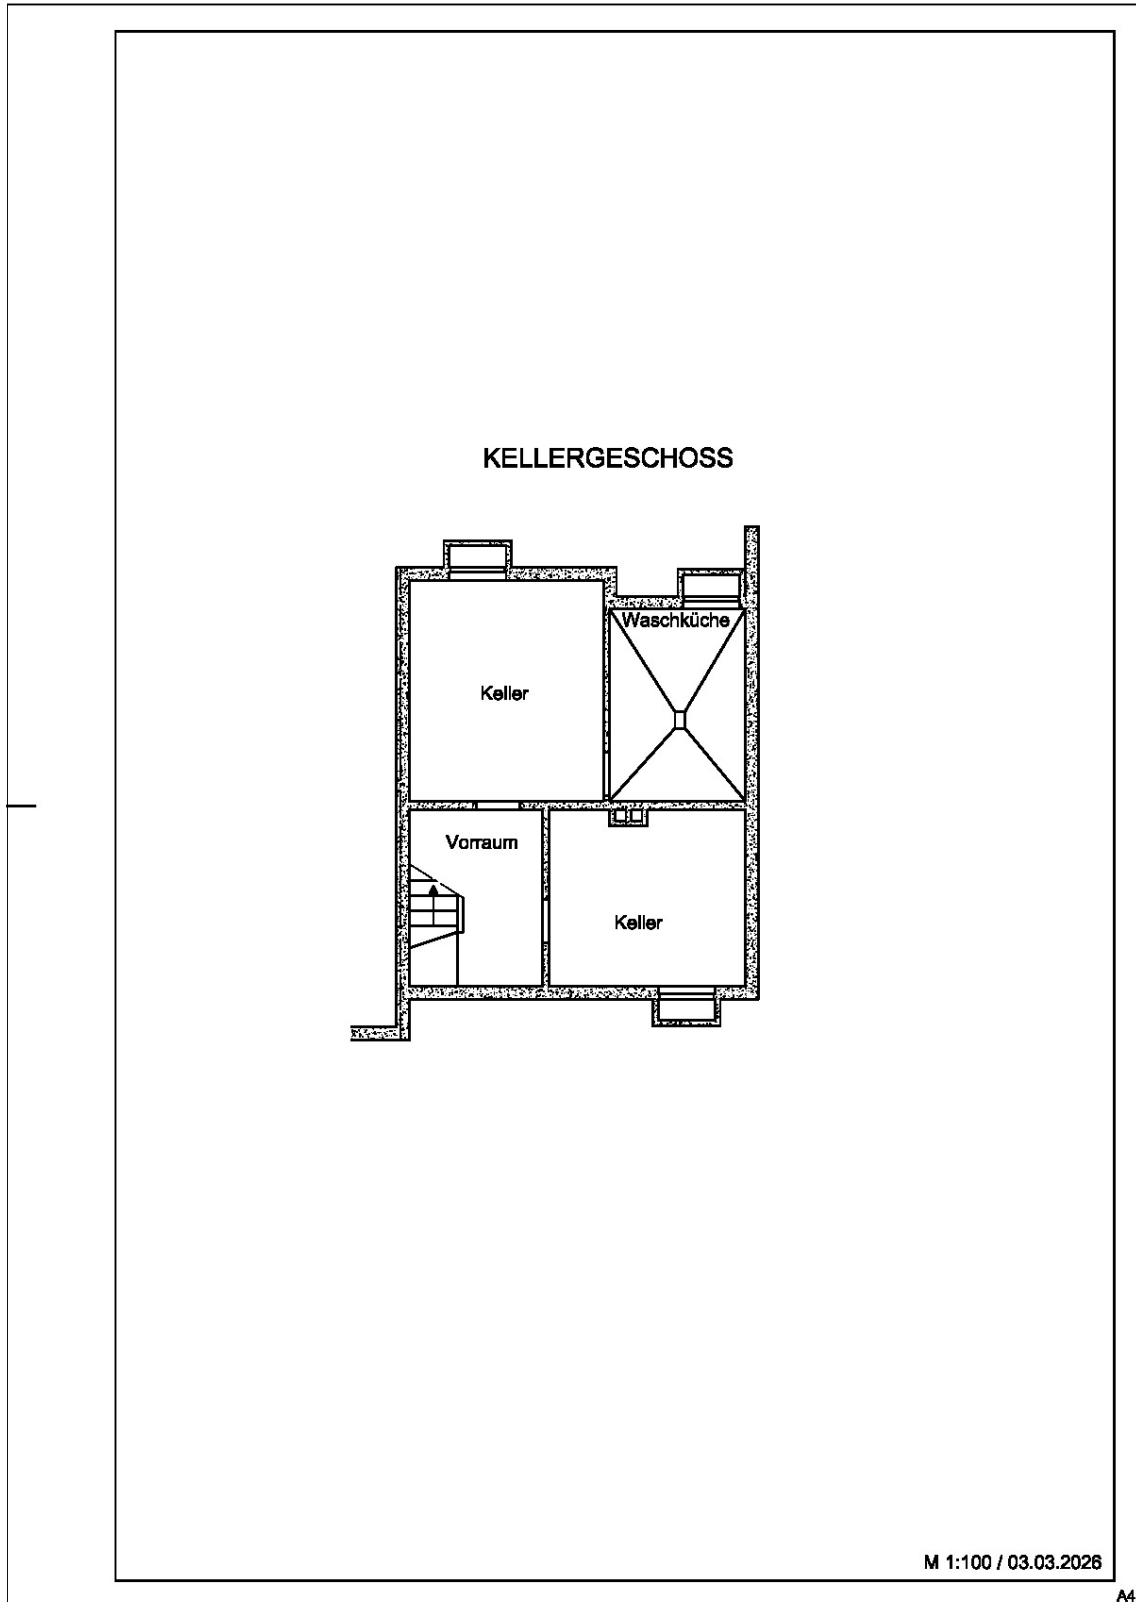 KELLERGESCHOSS
Waschküche
Keller
Vorraum
Keller
M 1:100 / 03.03.2026
A4